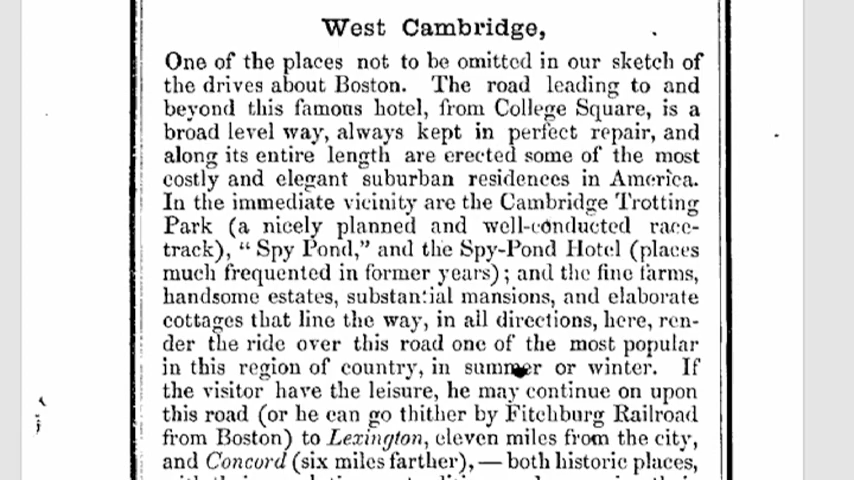 West Cambridge,
One of the places not to be omitted in our sketch of
the drives about Boston. The road leading to and
beyond this famous hotel, from College Square, is a
broad level way, always kept in perfect repair, and
along its entire length are erected some of the most
costly and elegant suburban residences in America.
In the immediate vicinity are the Cambridge Trotting
Park (a nicely planned and well-conducted race-
track), "Spy Pond," and the Spy-Pond Hotel (places
much frequented in former years); and the fine farms,
handsome estates, substantial mansions, and elaborate
cottages that line the way, in all directions, here, ren-
der the ride over this road one of the most popular
in this region of country, in summer or winter. If
the visitor have the leisure, he may continue on upon
this road (or he can go thither by Fitchburg Railroad
from Boston) to Lexington, eleven miles from the city,
and Concord (six miles farther),—both historic places,